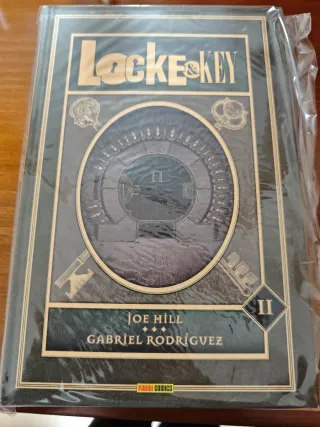 LOCKE & KEY
II
JOE HILL
GABRIEL RODRÍGUEZ
PANINI COMICS